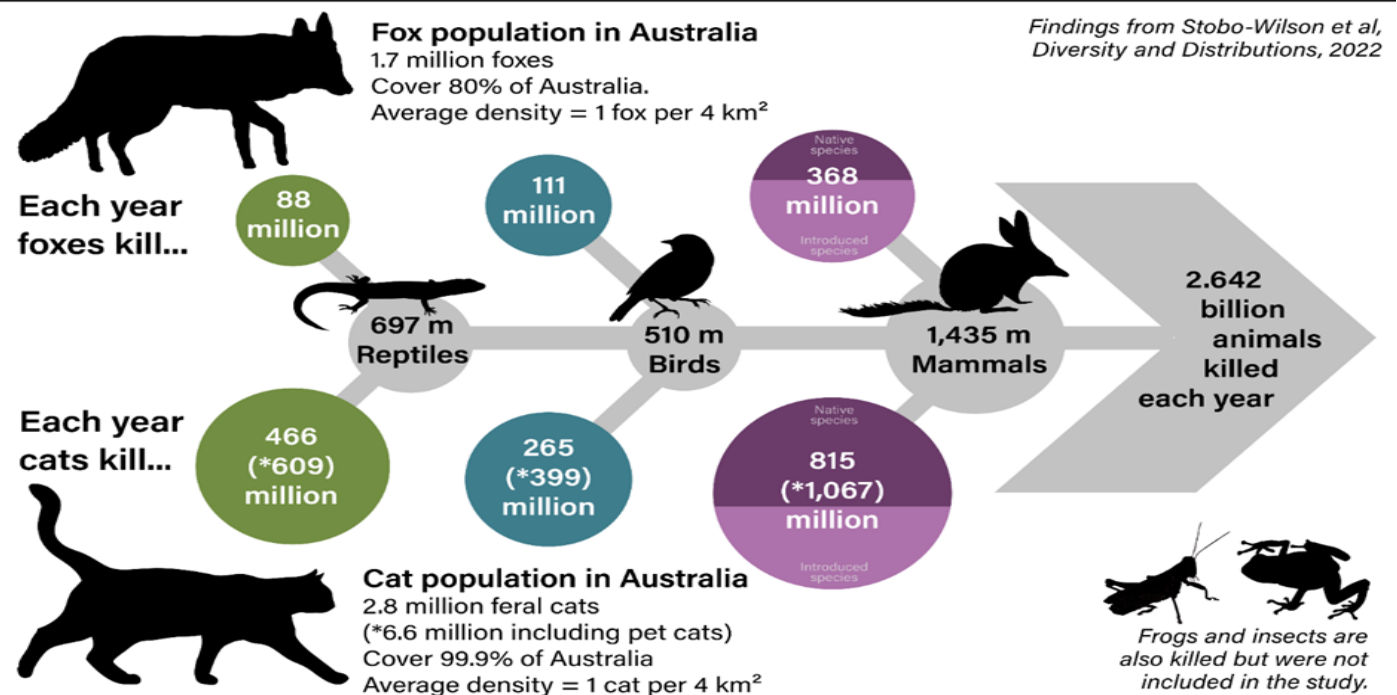 Fox population in Australia
1.7 million foxes
Cover 80% of Australia.
Average density = 1 fox per 4 km²
Findings from Stobo-Wilson et al,
Diversity and Distributions, 2022
Each year
foxes kill...
88
million
111
million
Native
species
368
million
Introduced
species
697 m
Reptiles
510 m
Birds
1,435 m
Mammals
2.642
billion
animals
killed
each year
Each year
cats kill...
466
(*609)
million
265
(*399)
million
Native
species
815
(*1,067)
million
Introduced
species
Cat population in Australia
2.8 million feral cats
(*6.6 million including pet cats)
Cover 99.9% of Australia
Average density = 1 cat per 4 km²
Frogs and insects are
also killed but were not
included in the study.